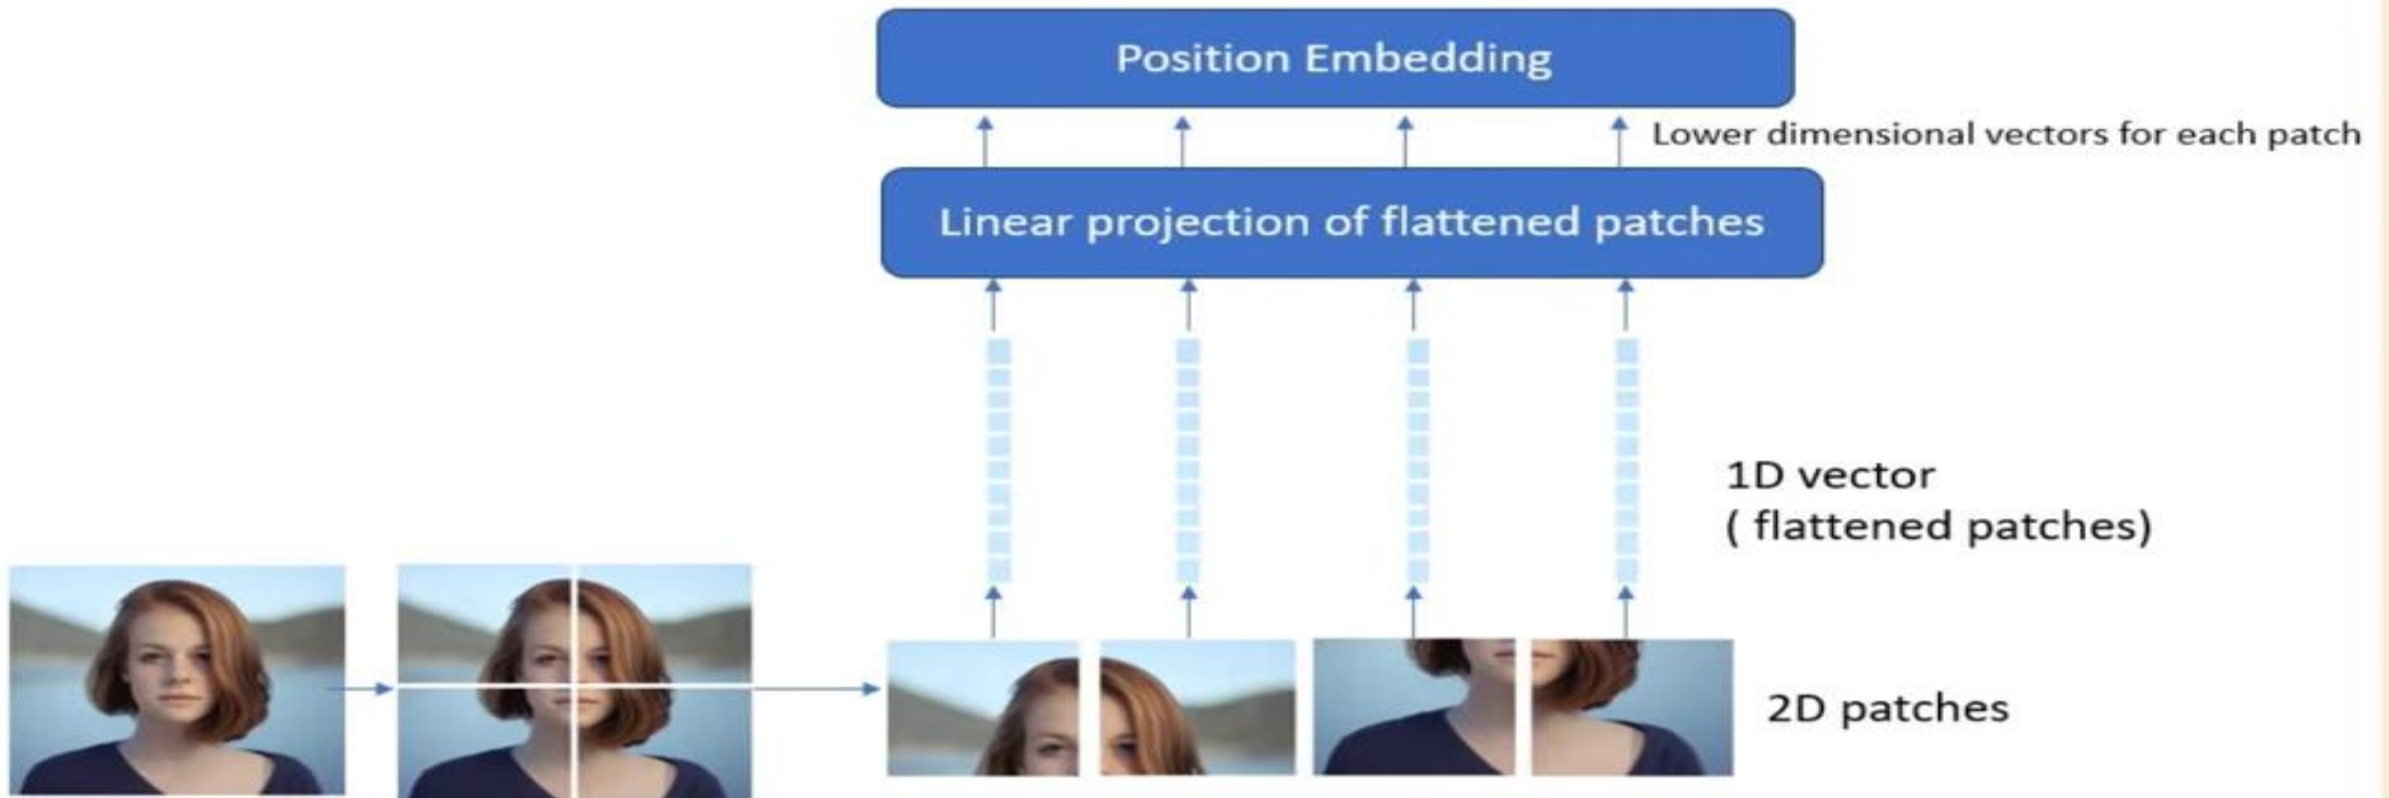 Position Embedding
Lower dimensional vectors for each patch
Linear projection of flattened patches
1D vector
( flattened patches)
2D patches